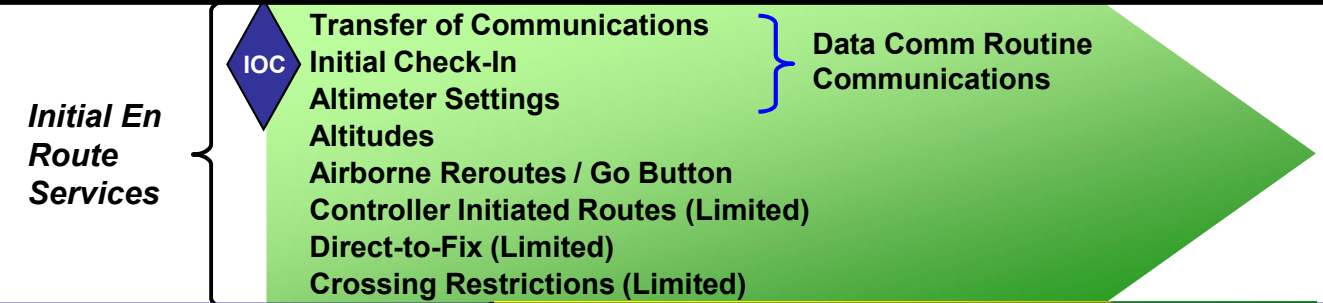 Initial En
Route
Services
IOC
Transfer of Communications
Initial Check-In
Altimeter Settings
Altitudes
Airborne Reroutes / Go Button
Controller Initiated Routes (Limited)
Direct-to-Fix (Limited)
Crossing Restrictions (Limited)
Data Comm Routine
Communications